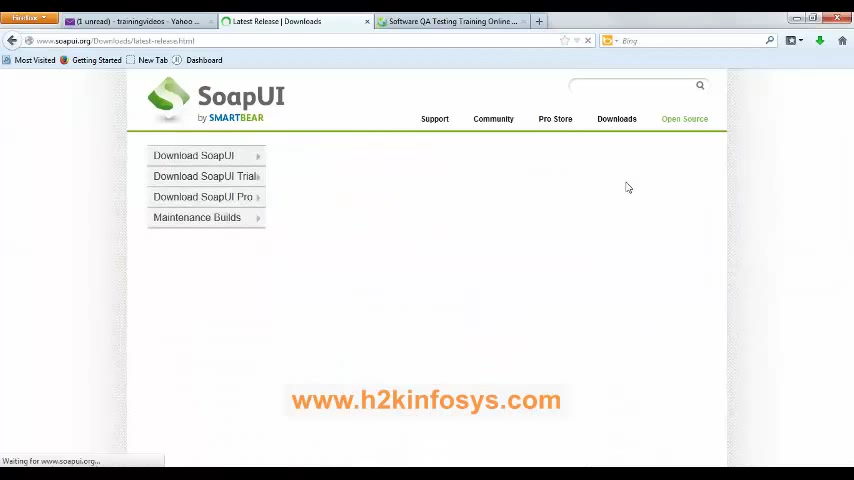 Firefox
(1 unread) - trainingvideos - Yahoo ...
Latest Release | Downloads
Software QA Testing Training Online ...
www.soapui.org/Downloads/latest-release.html
Bing
Most Visited
Getting Started
New Tab
Dashboard
SoapUI
by SMARTBEAR
Support
Community
Pro Store
Downloads
Open Source
Download SoapUI
Download SoapUI Trial
Download SoapUI Pro
Maintenance Builds
www.h2kinfosys.com
Waiting for www.soapui.org...